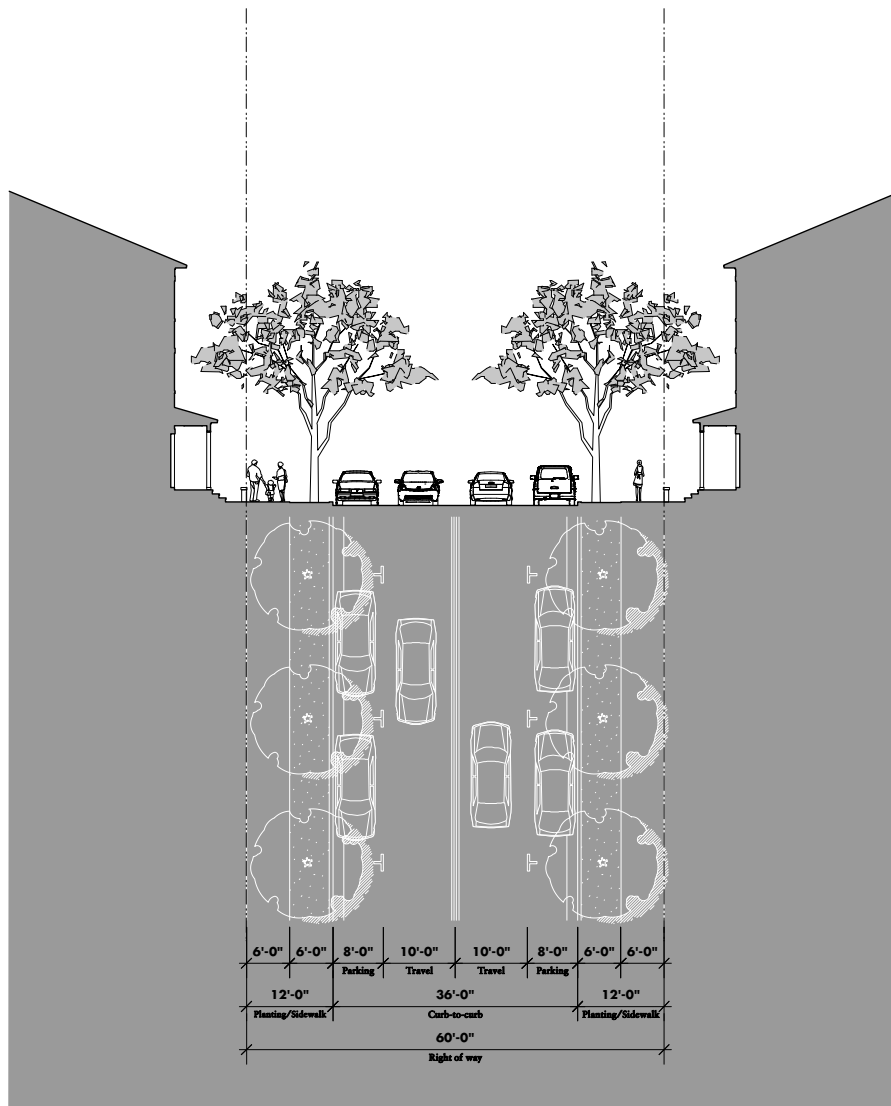 6'-0" 6'-0" 8'-0" 10'-0" 10'-0" 8'-0" 6'-0" 6'-0"
Parking Travel Travel Parking
12'-0" 36'-0" 12'-0"
Planting/Sidewalk Curb-to-curb Planting/Sidewalk
60'-0"
Right of way